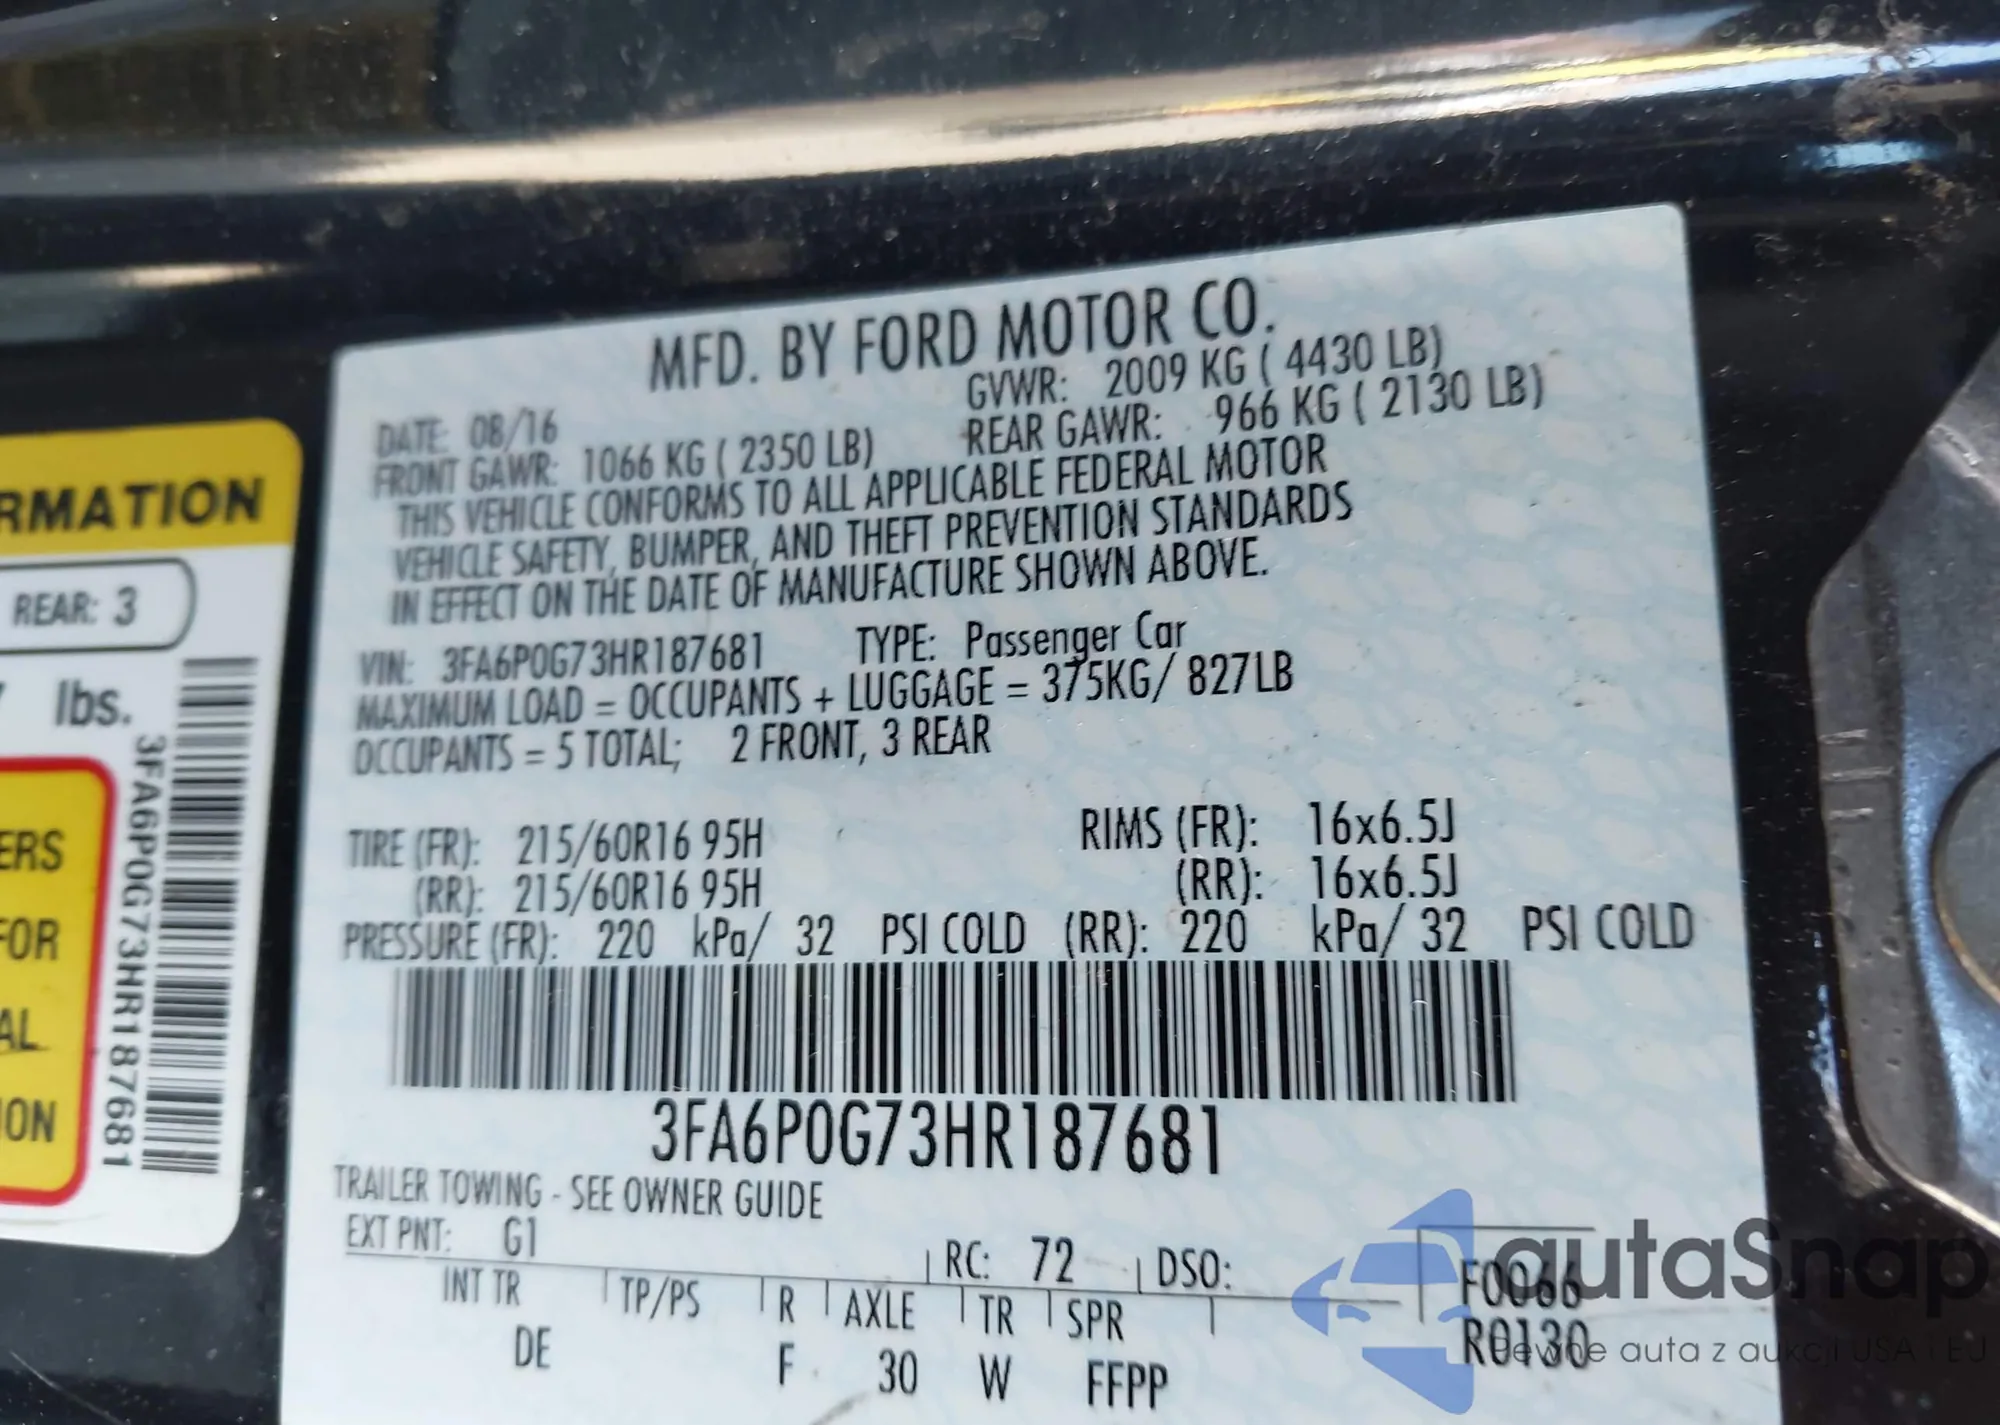 MFD. BY FORD MOTOR CO.
DATE: 08/16 GVWR: 2009 KG ( 4430 LB)
FRONT GAWR: 1066 KG ( 2350 LB) REAR GAWR: 966 KG ( 2130 LB)
THIS VEHICLE CONFORMS TO ALL APPLICABLE FEDERAL MOTOR
VEHICLE SAFETY, BUMPER, AND THEFT PREVENTION STANDARDS
IN EFFECT ON THE DATE OF MANUFACTURE SHOWN ABOVE.
VIN: 3FA6P0G73HR187681 TYPE: Passenger Car
MAXIMUM LOAD = OCCUPANTS + LUGGAGE = 375KG/ 827LB
OCCUPANTS = 5 TOTAL; 2 FRONT, 3 REAR
TIRE (FR): 215/60R16 95H RIMS (FR): 16x6.5J
(RR): 215/60R16 95H (RR): 16x6.5J
PRESSURE (FR): 220 kPa/ 32 PSI COLD (RR): 220 kPa/ 32 PSI COLD
3FA6P0G73HR187681
TRAILER TOWING - SEE OWNER GUIDE
EXT PNT: G1 RC: 72 DSO: F0066
INT TR TP/PS R AXLE TR SPR R0130
DE F 30 W FFPP
RMATION
REAR: 3
lbs.
3FA6P0G73HR187681
ERS
FOR
AL
ION
autaSnap
Pewne auta z aukcji USA i EU